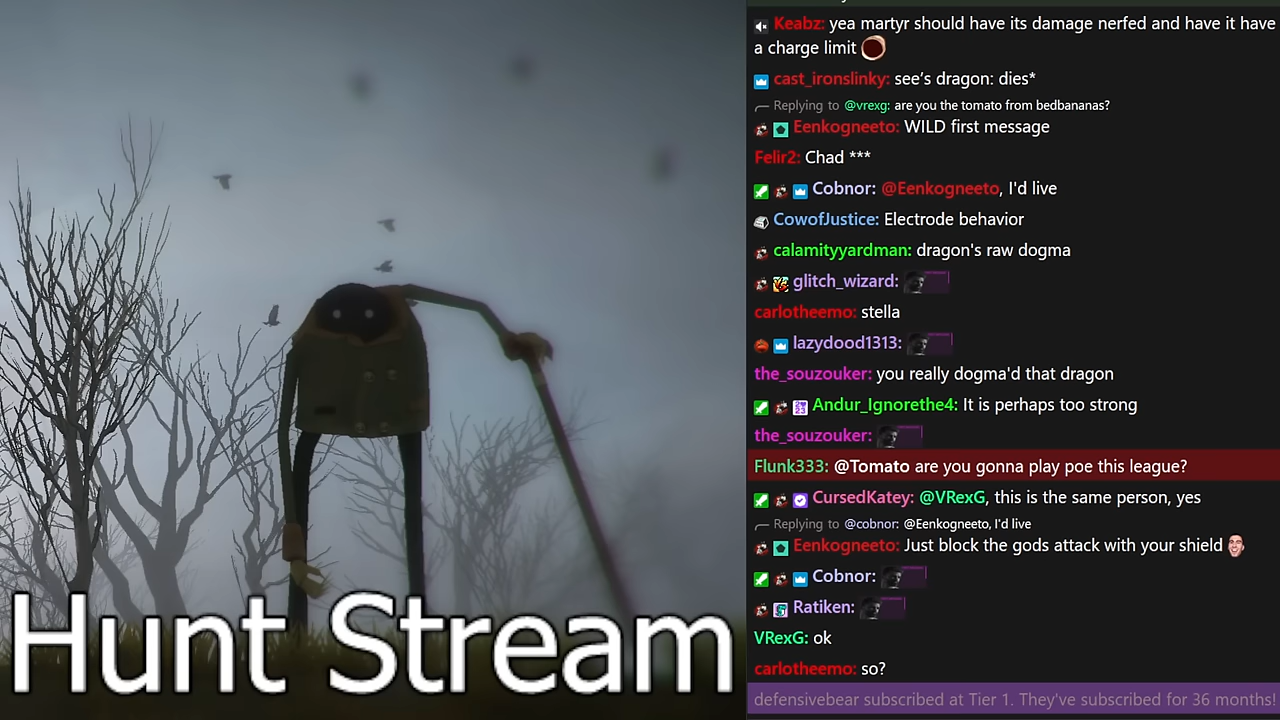 Keabz: yea martyr should have its damage nerfed and have it have
a charge limit
cast_ironslinky: see’s dragon: dies*
Replying to @vrexg: are you the tomato from bedbananas?
Eenkogneeto: WILD first message
Felir2: Chad ***
Cobnor: @Eenkogneeto, I'd live
CowofJustice: Electrode behavior
calamityyardman: dragon's raw dogma
glitch_wizard:
carlotheemo: stella
lazydood1313:
the_souzouker: you really dogma'd that dragon
Andur_Ignorethe4: It is perhaps too strong
the_souzouker:
Flunk333: @Tomato are you gonna play poe this league?
CursedKatey: @VRexG, this is the same person, yes
Replying to @cobnor: @Eenkogneeto, I'd live
Eenkogneeto: Just block the gods attack with your shield
Cobnor:
Ratiken:
VRexG: ok
carlotheemo: so?
defensivebear subscribed at Tier 1. They've subscribed for 36 months!
Hunt Stream